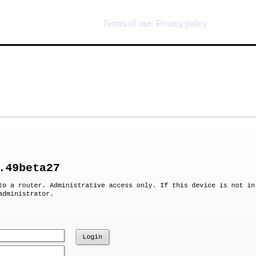 Terms of use. Privacy policy
.49beta27
to a router. Administrative access only. If this device is not in
administrator.
Login